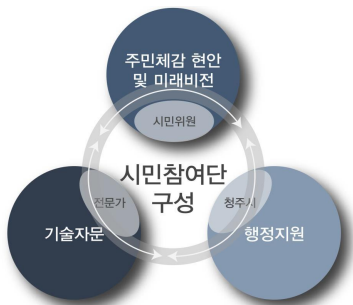 주민체감 현안
및 미래비전
시민위원
시민참여단
구성
전문가
청주시
기술자문
행정지원